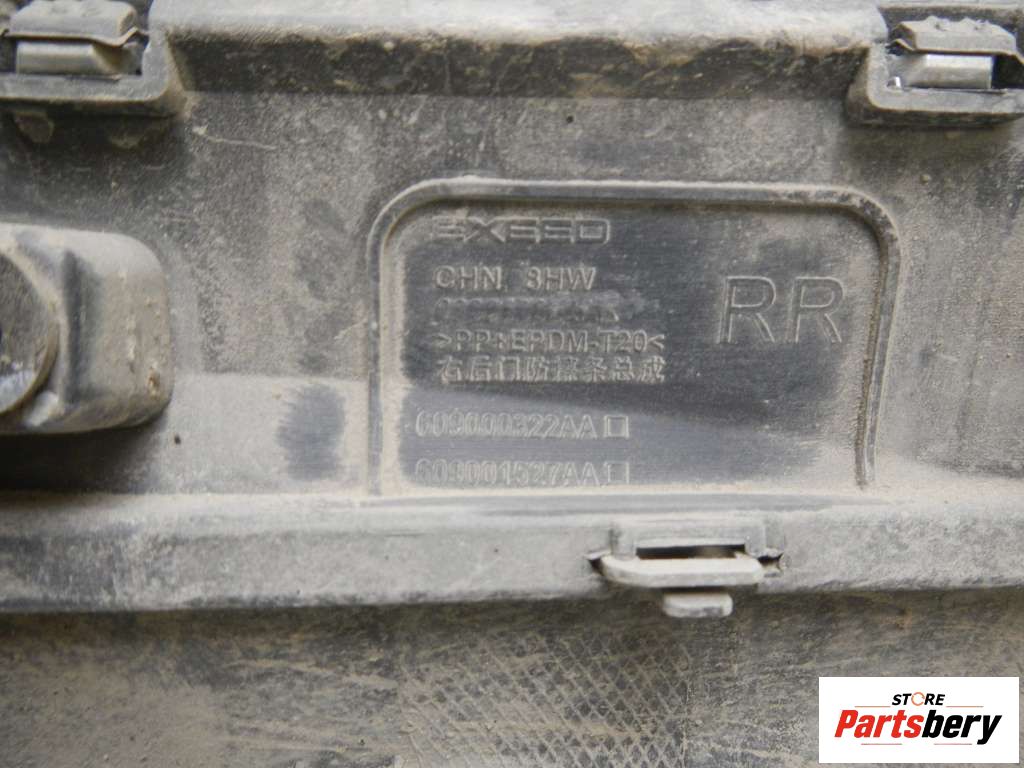 EXEED
CHN, 8HW
RR
>PP+EPDM-T20<
右后门防擦条总成
609000322AA
609001527AA
STORE
Partsbery